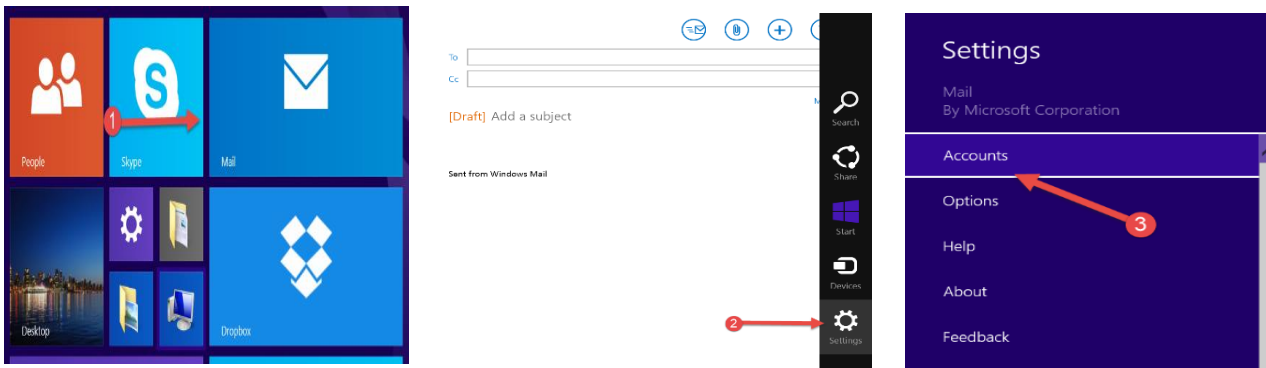 1
People
Skype
Mail
Desktop
Dropbox
To
Cc
[Draft] Add a subject
Sent from Windows Mail
Search
Share
Start
Devices
2
Settings
Settings
Mail
By Microsoft Corporation
Accounts
3
Options
Help
About
Feedback